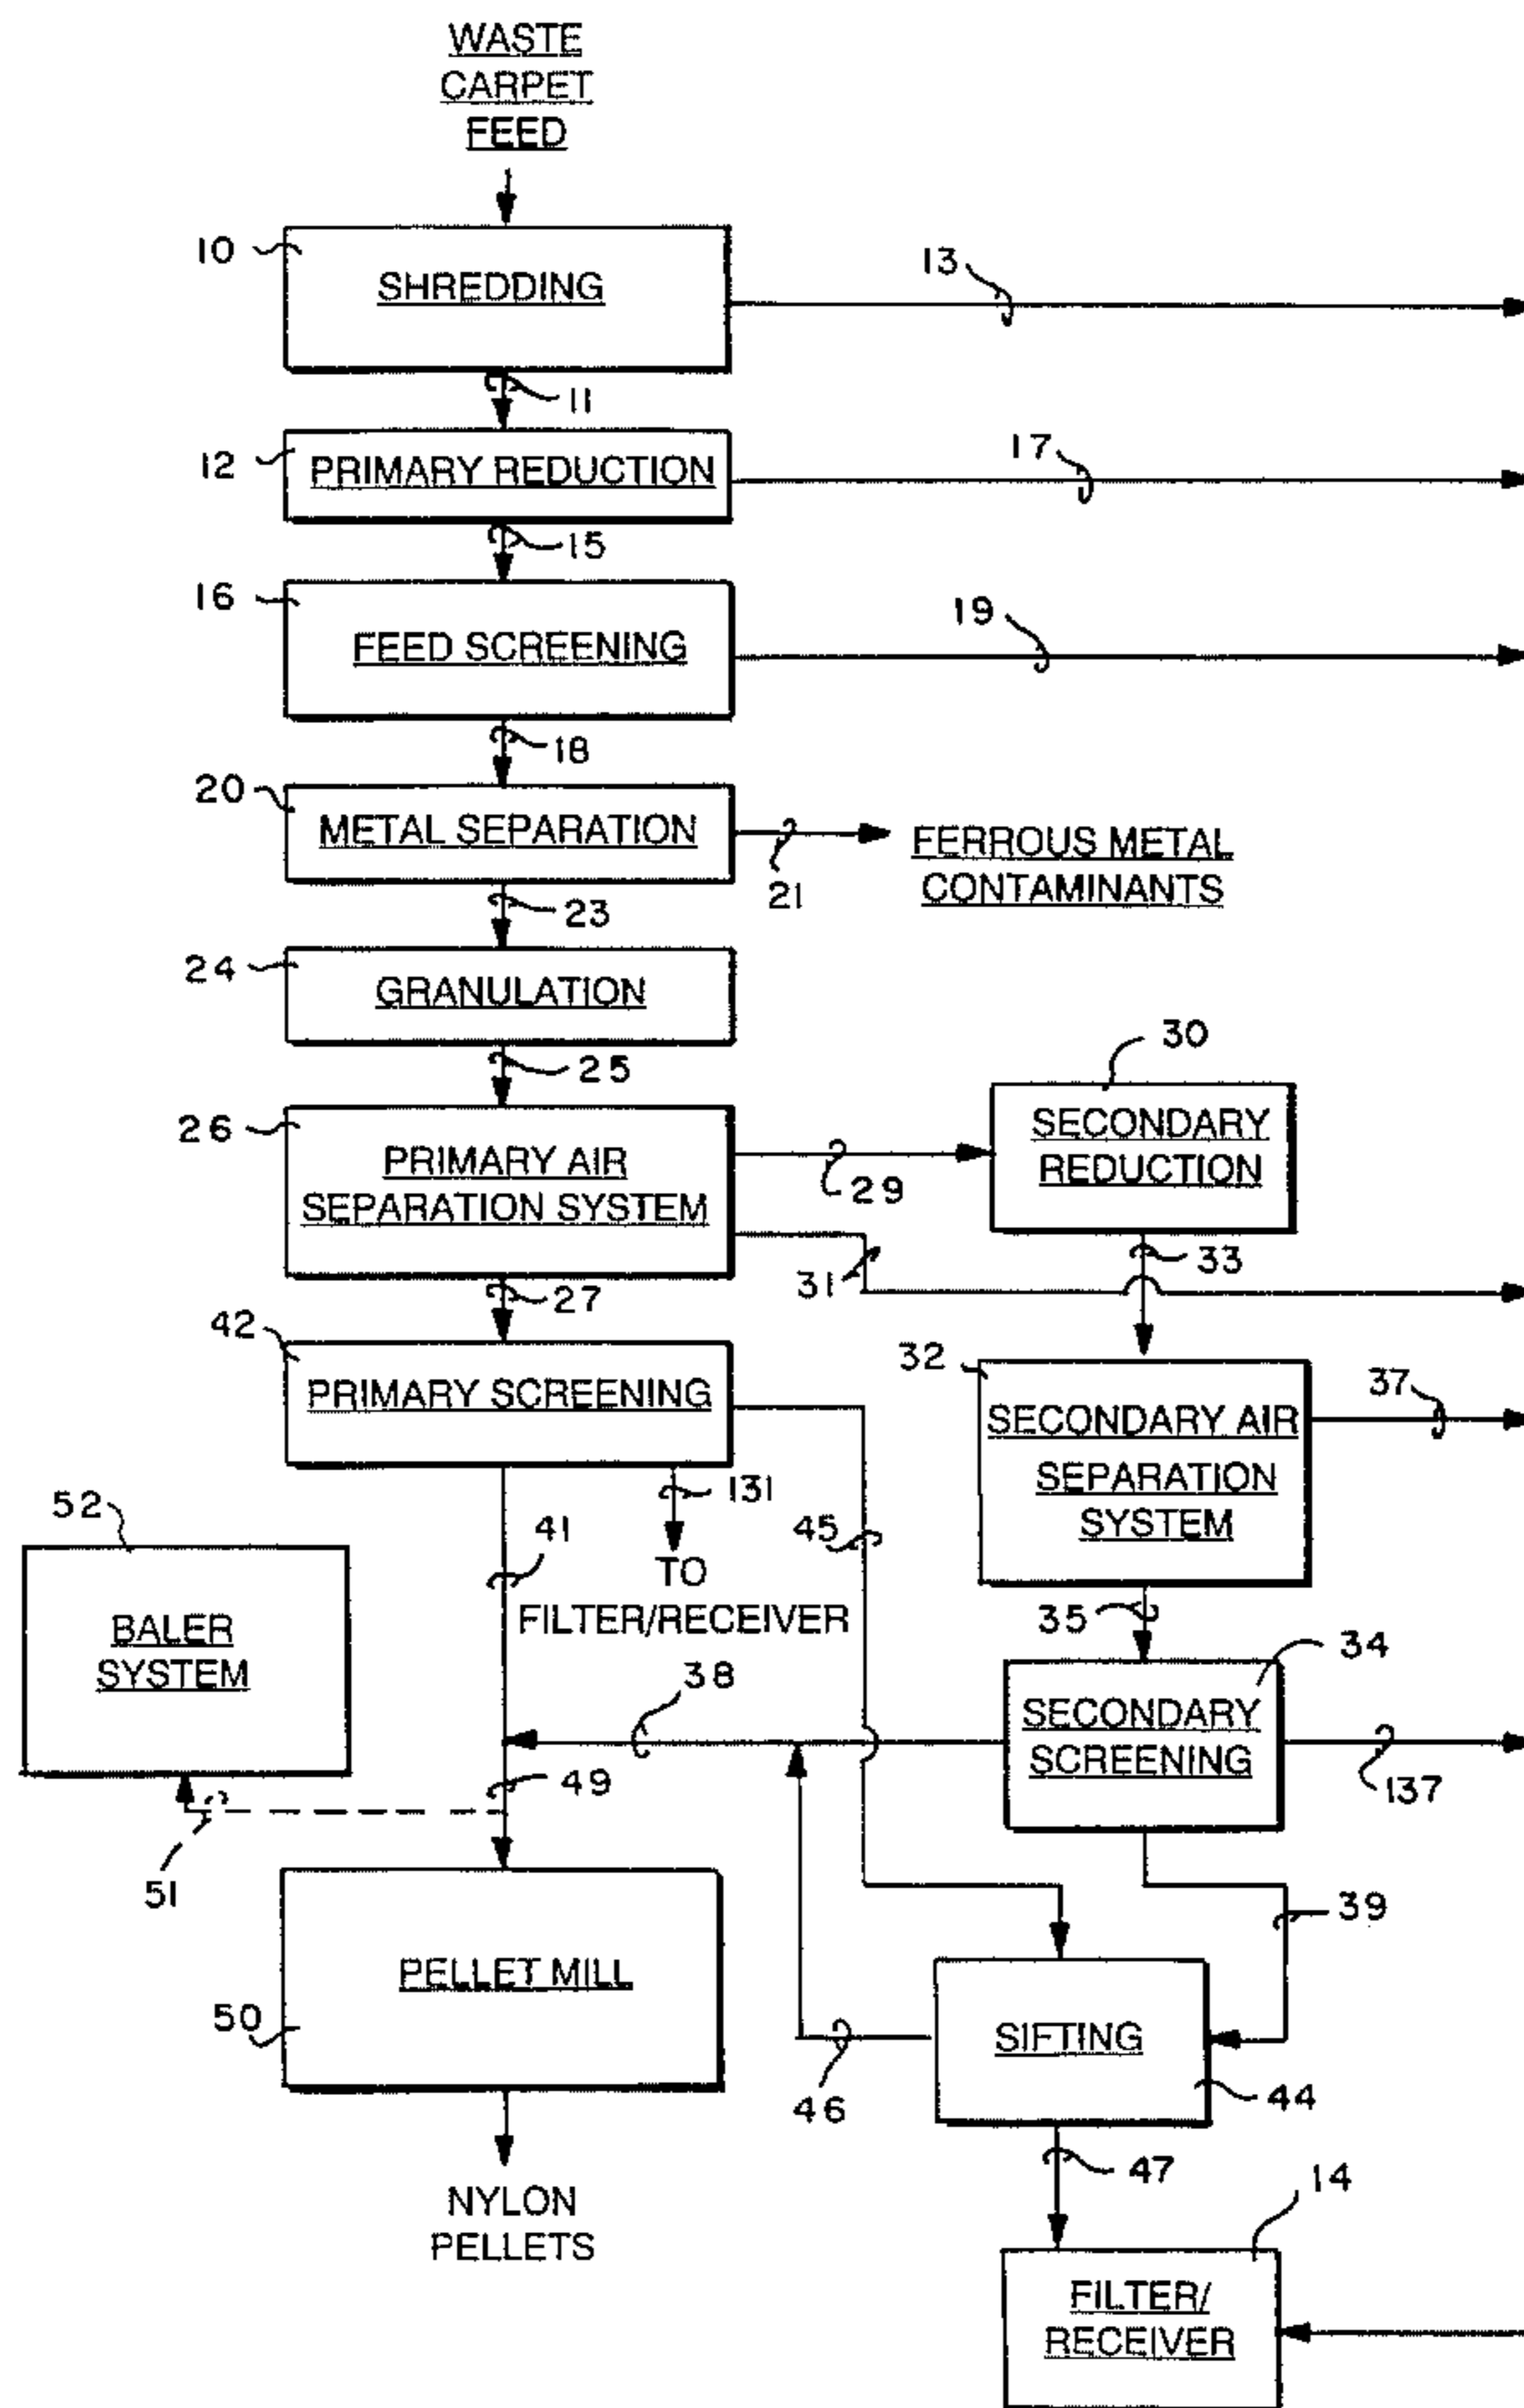 WASTE
CARPET
FEED
10
SHREDDING
13
11
12
PRIMARY REDUCTION
17
15
16
FEED SCREENING
19
18
20
METAL SEPARATION
21
FERROUS METAL
CONTAMINANTS
23
24
GRANULATION
25
26
PRIMARY AIR
SEPARATION SYSTEM
29
30
SECONDARY
REDUCTION
31
33
27
42
PRIMARY SCREENING
32
SECONDARY AIR
SEPARATION
SYSTEM
37
131
TO
FILTER/RECEIVER
41
45
35
52
BALER
SYSTEM
38
34
SECONDARY
SCREENING
137
49
51
39
PELLET MILL
50
SIFTING
46
44
47
NYLON
PELLETS
14
FILTER/
RECEIVER